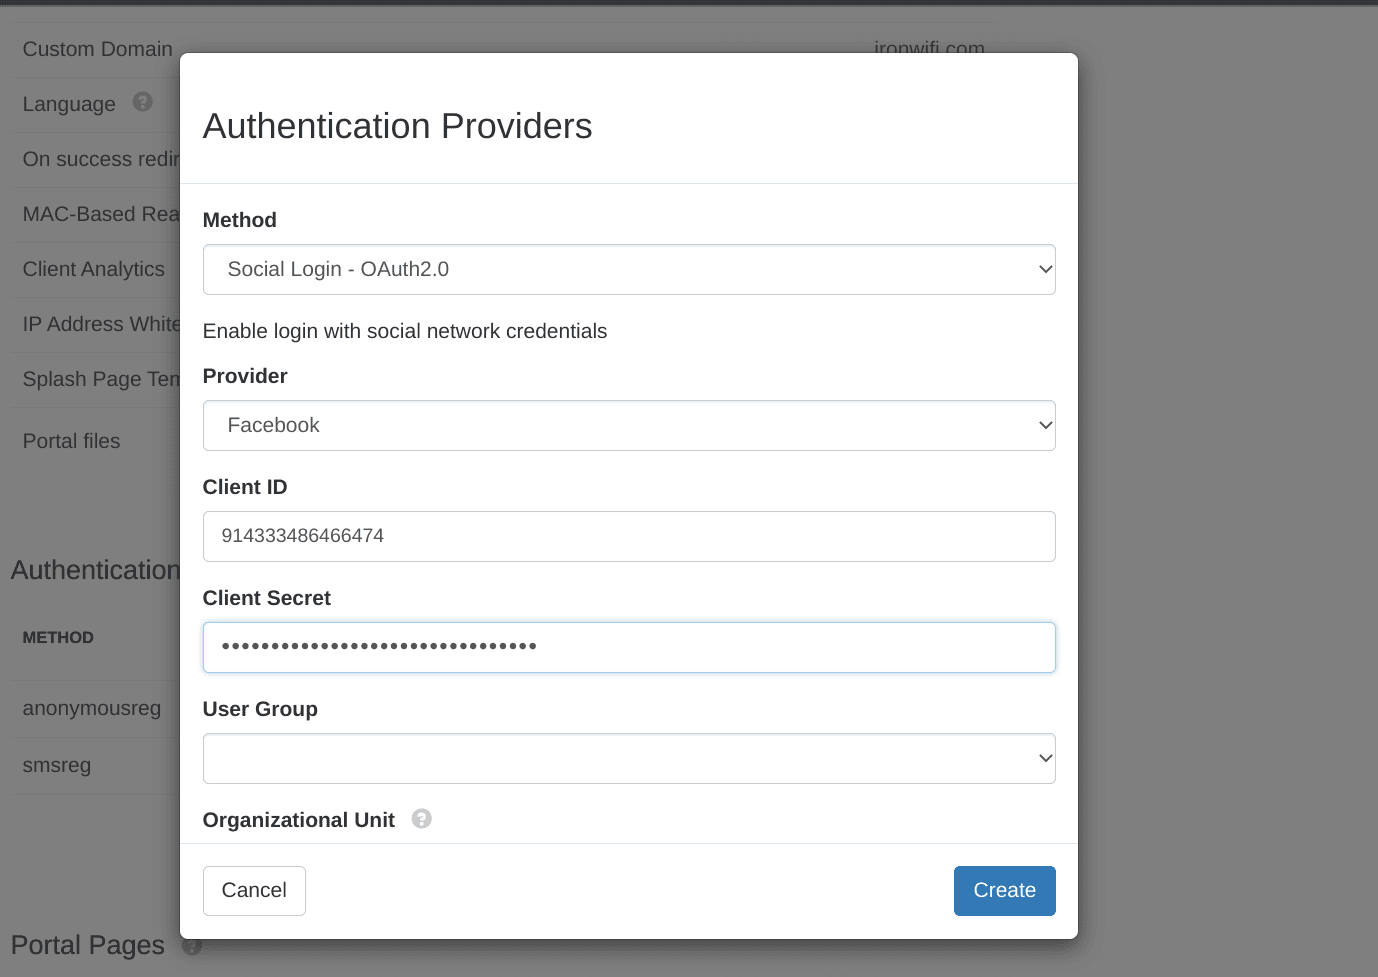 Custom Domain
ironwifi.com
Language
On success redir
MAC-Based Rea
Client Analytics
IP Address White
Splash Page Tem
Portal files
Authentication
METHOD
anonymousreg
smsreg
Portal Pages
Authentication Providers
Method
Social Login - OAuth2.0
Enable login with social network credentials
Provider
Facebook
Client ID
914333486466474
Client Secret
••••••••••••••••••••••••••••••••
User Group
Organizational Unit
Cancel
Create